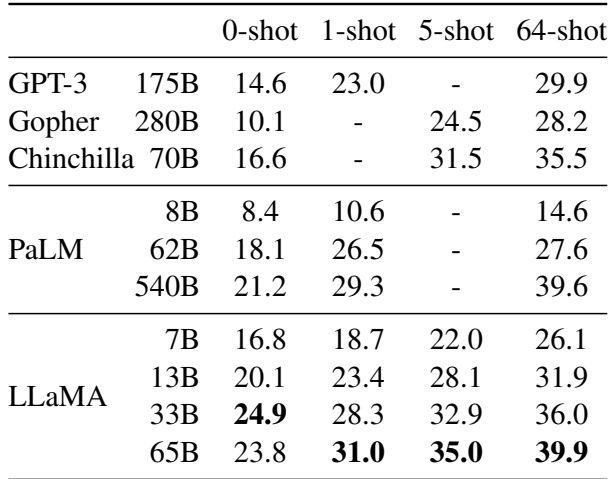 0-shot 1-shot 5-shot 64-shot
GPT-3 175B 14.6 23.0 - 29.9
Gopher 280B 10.1 - 24.5 28.2
Chinchilla 70B 16.6 - 31.5 35.5
8B 8.4 10.6 - 14.6
PaLM 62B 18.1 26.5 - 27.6
540B 21.2 29.3 - 39.6
7B 16.8 18.7 22.0 26.1
13B 20.1 23.4 28.1 31.9
LLaMA
33B 24.9 28.3 32.9 36.0
65B 23.8 31.0 35.0 39.9